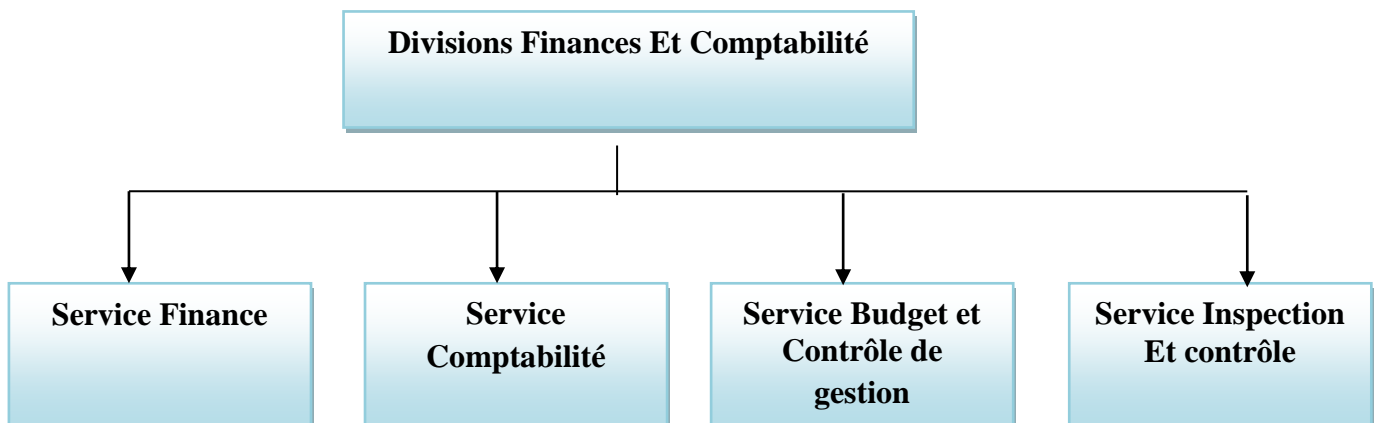 Divisions Finances Et Comptabilité
Service Finance
Service
Comptabilité
Service Budget et
Contrôle de
gestion
Service Inspection
Et contrôle